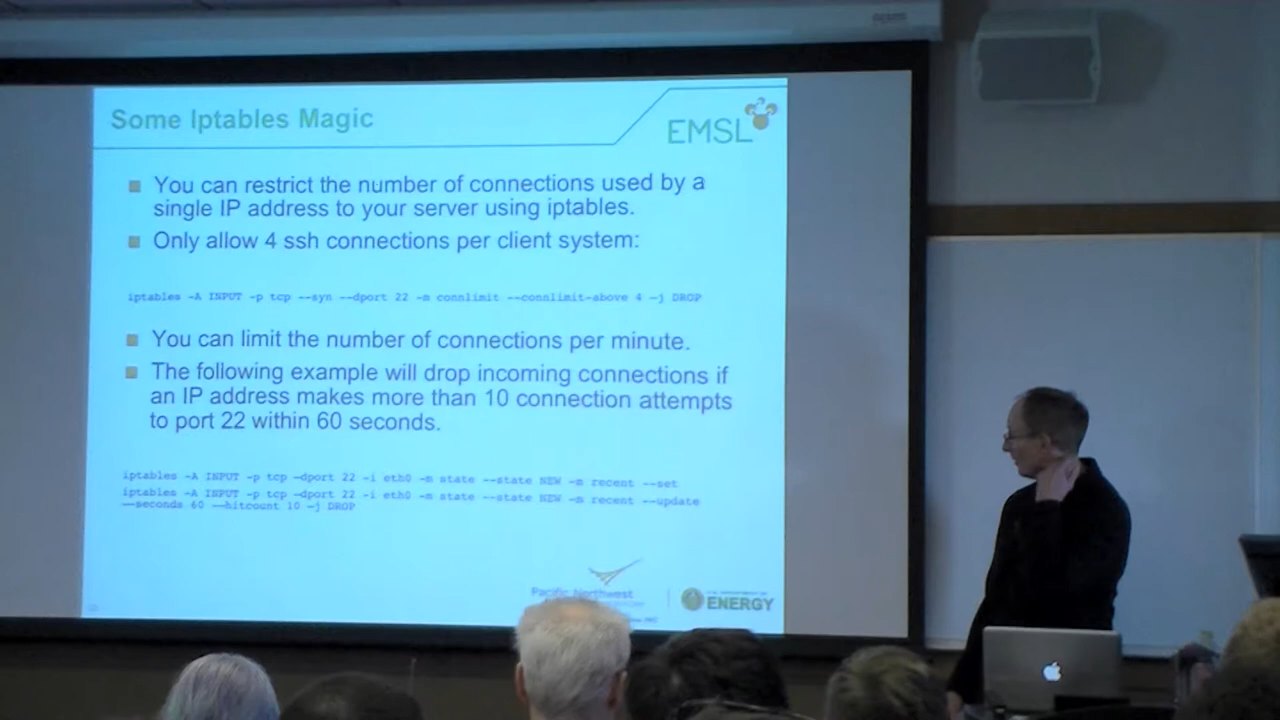 Some Iptables Magic
EMSL
You can restrict the number of connections used by a
single IP address to your server using iptables.
Only allow 4 ssh connections per client system:
iptables -A INPUT -p tcp --syn --dport 22 -m connlimit --connlimit-above 4 -j DROP
You can limit the number of connections per minute.
The following example will drop incoming connections if
an IP address makes more than 10 connection attempts
to port 22 within 60 seconds.
iptables -A INPUT -p tcp -dport 22 -i eth0 -m state --state NEW -m recent --set
iptables -A INPUT -p tcp -dport 22 -i eth0 -m state --state NEW -m recent --update
--seconds 60 --hitcount 10 -j DROP
Pacific Northwest
ENERGY